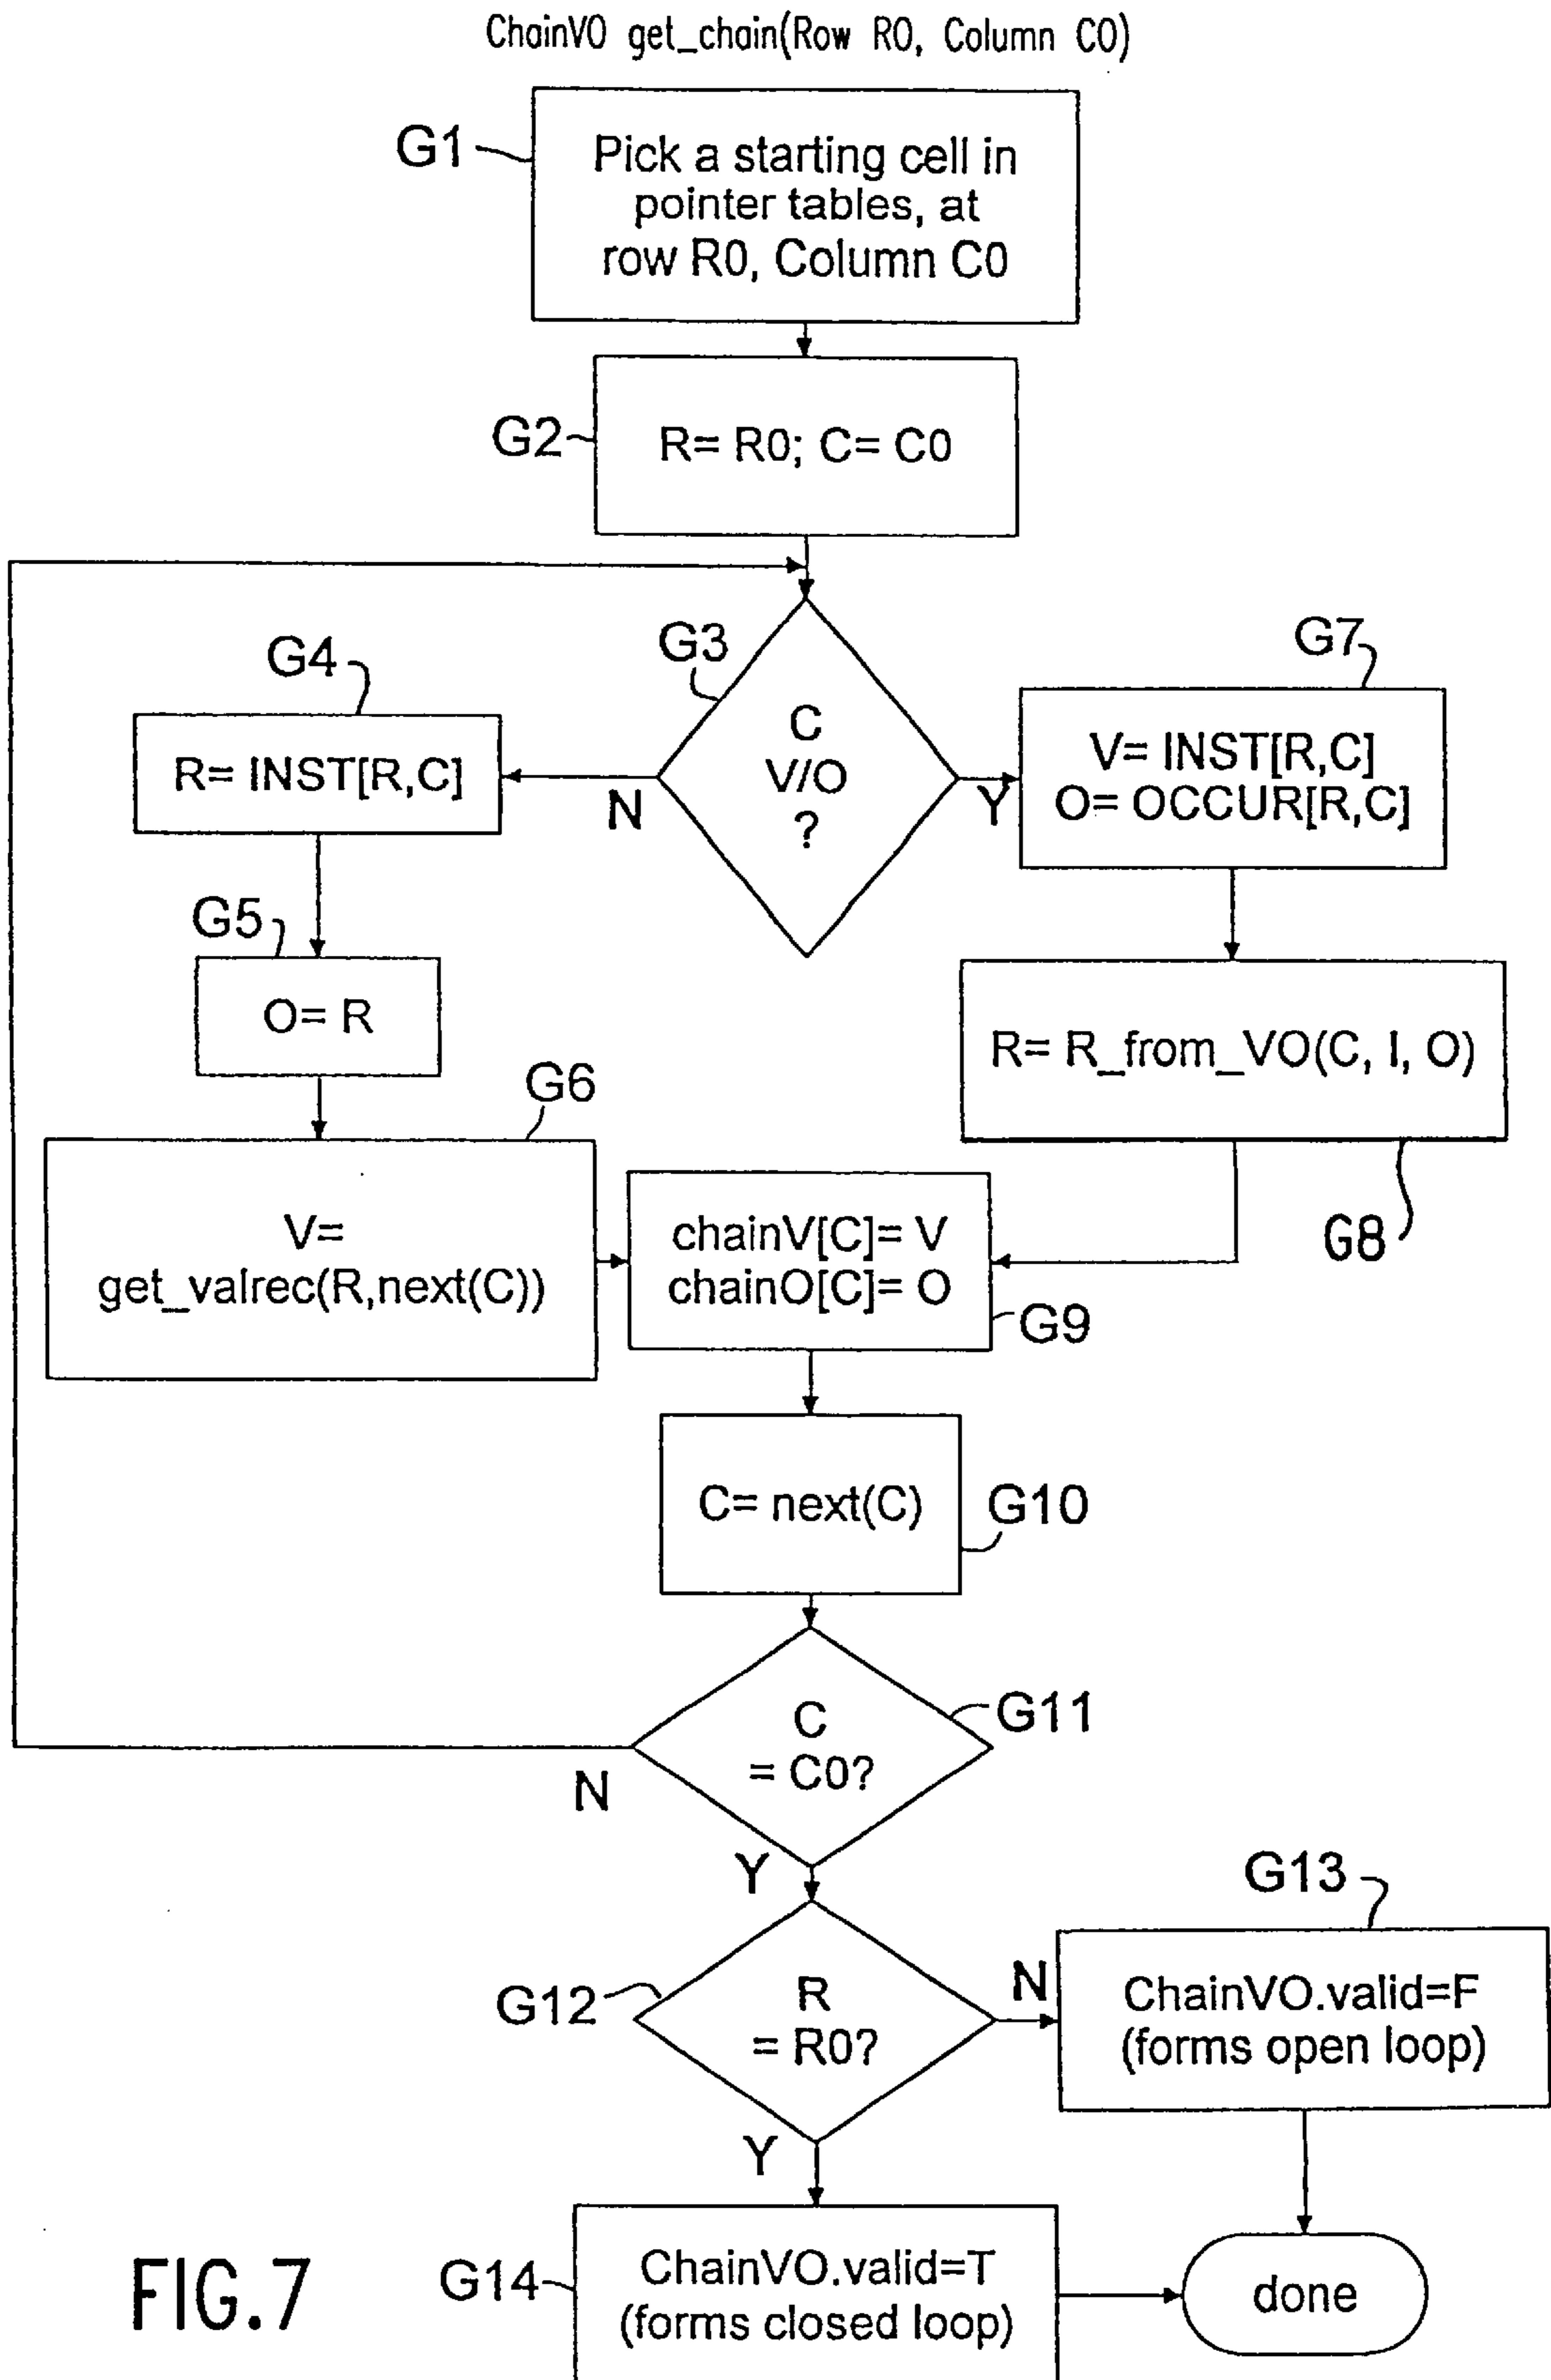 ChainVO get_chain(Row R0, Column C0)
G1
Pick a starting cell in
pointer tables, at
row R0, Column C0
G2
R= R0; C= C0
G3
C
V/O
?
N
Y
G4
R= INST[R,C]
G5
O= R
G6
V=
get_valrec(R,next(C))
G7
V= INST[R,C]
O= OCCUR[R,C]
R= R_from_VO(C, I, O)
G8
chainV[C]= V
chainO[C]= O
G9
C= next(C)
G10
C
= C0?
G11
N
Y
G12
R
= R0?
N
Y
G13
ChainVO.valid=F
(forms open loop)
G14
ChainVO.valid=T
(forms closed loop)
done
FIG.7